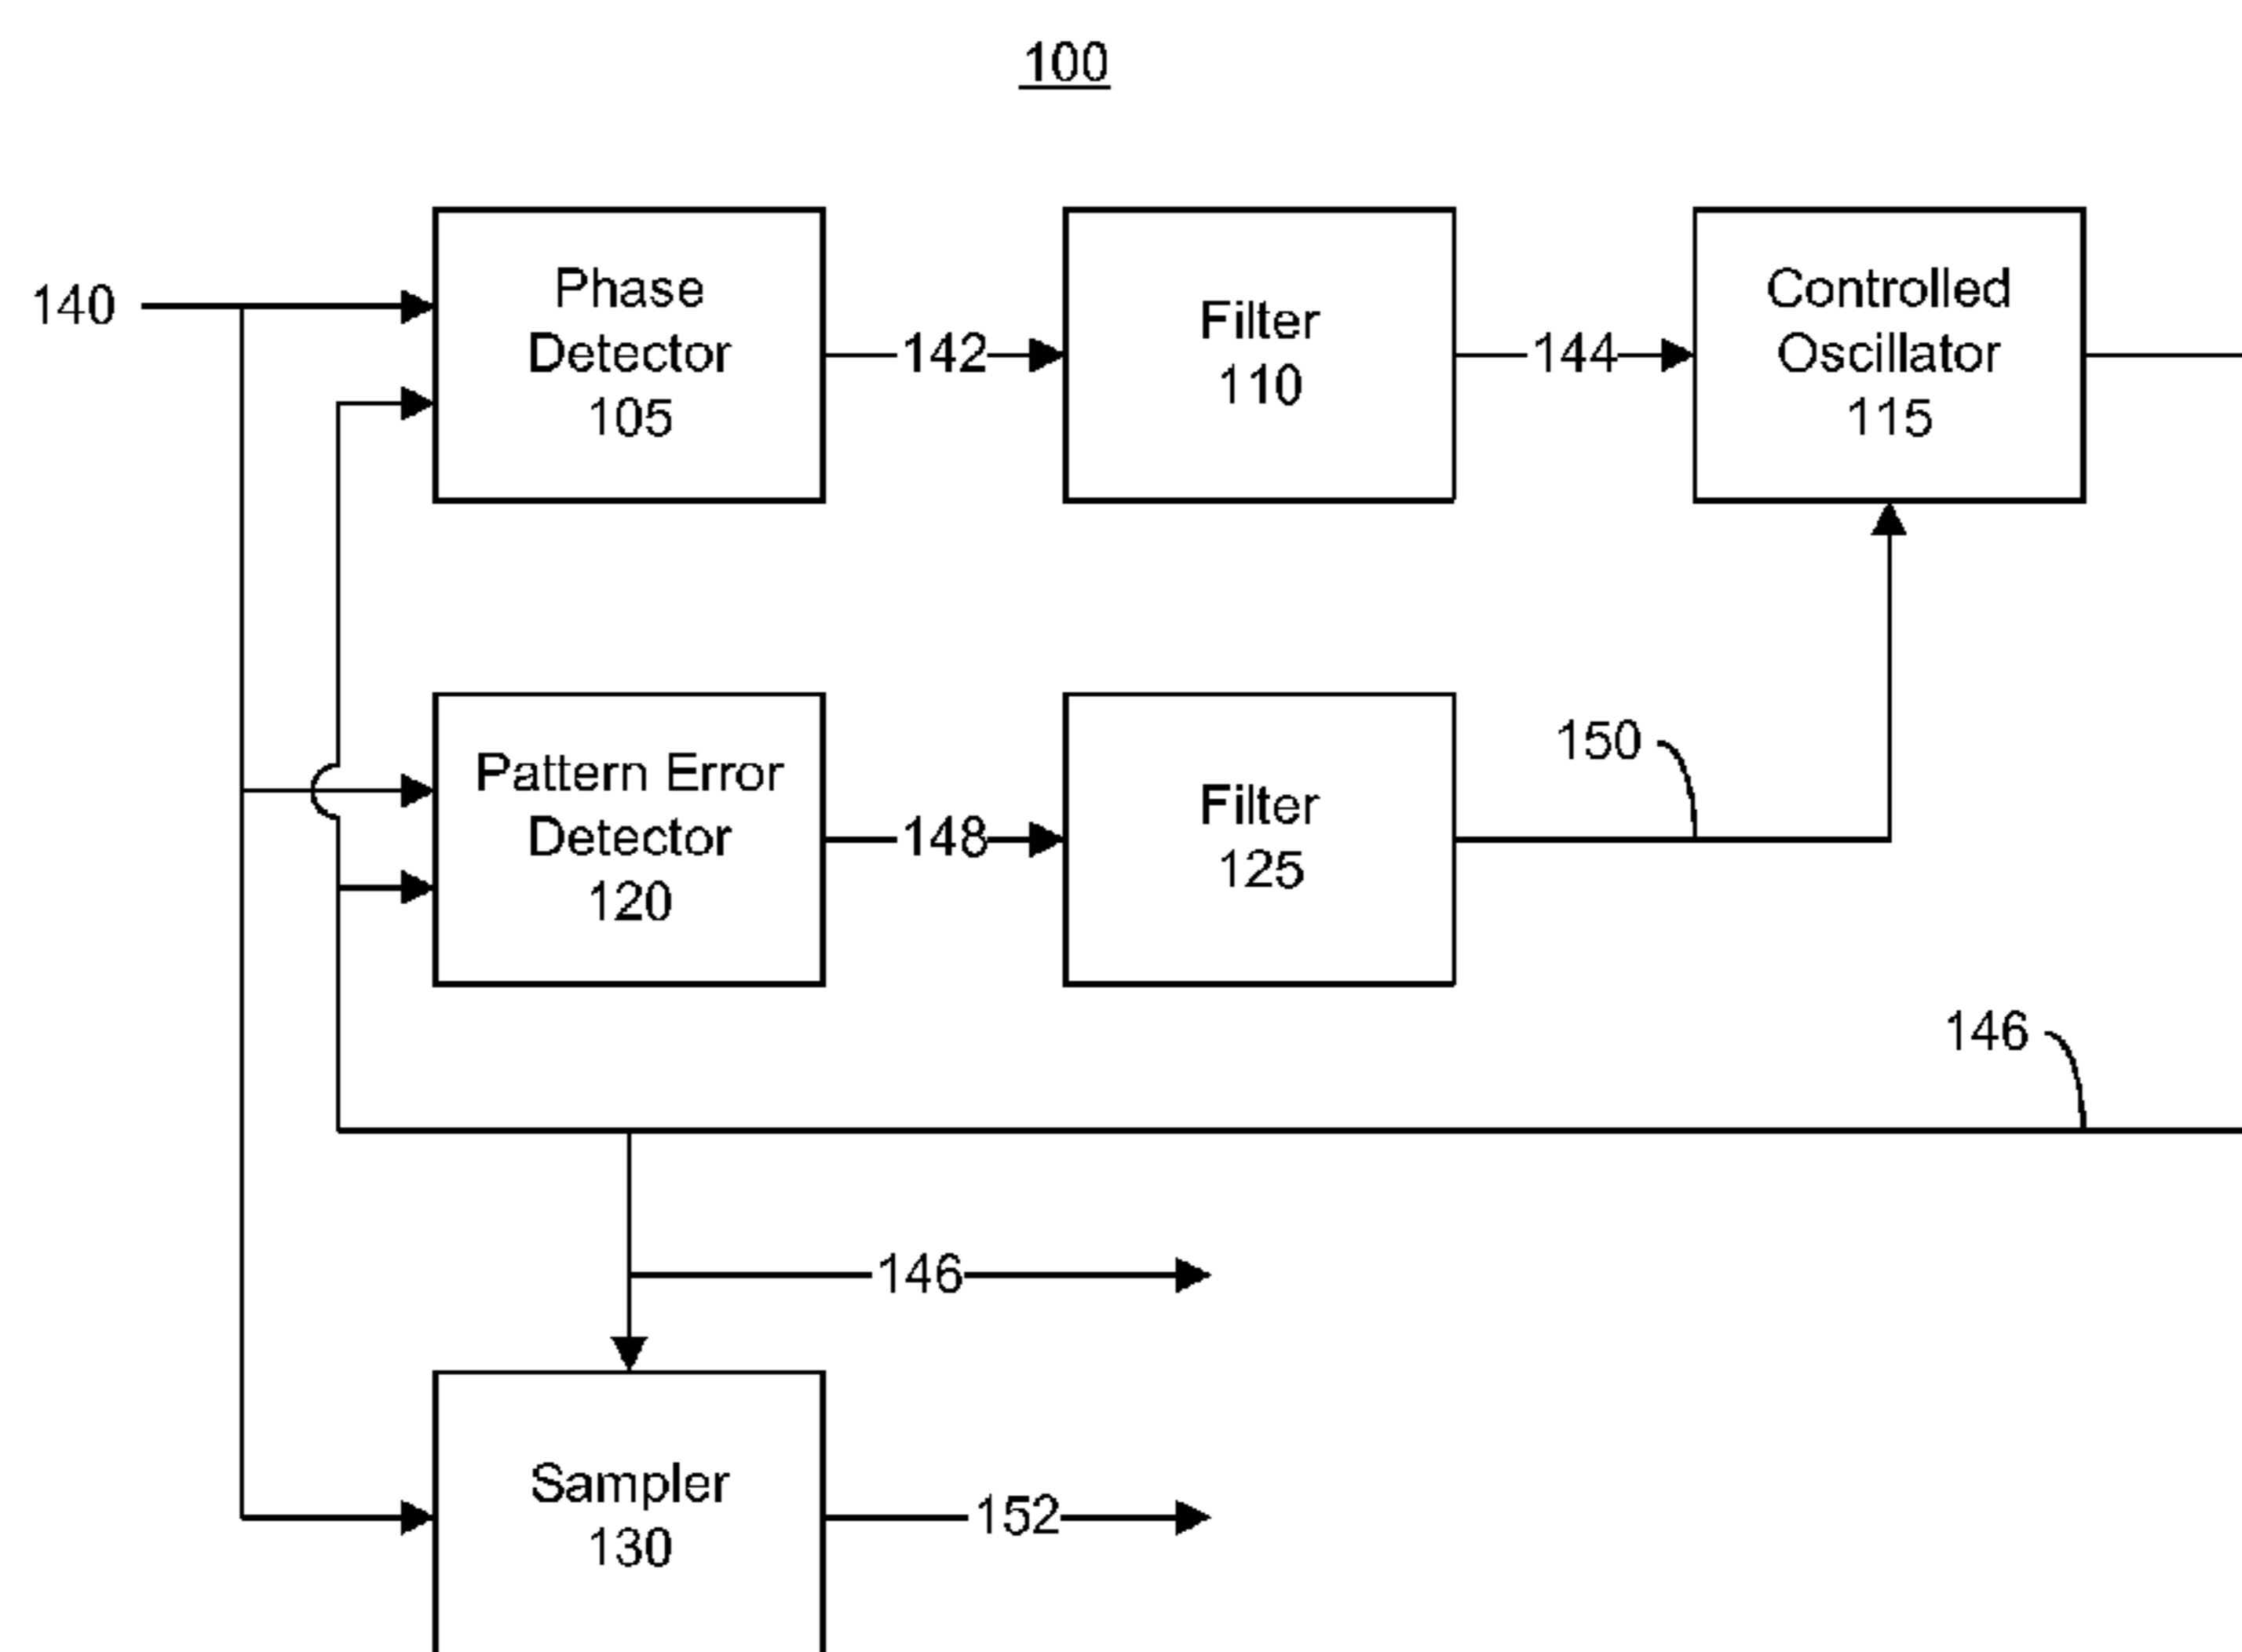 100
140
Phase
Detector
105
142
Filter
110
144
Controlled
Oscillator
115
Pattern Error
Detector
120
148
Filter
125
150
146
146
Sampler
130
152